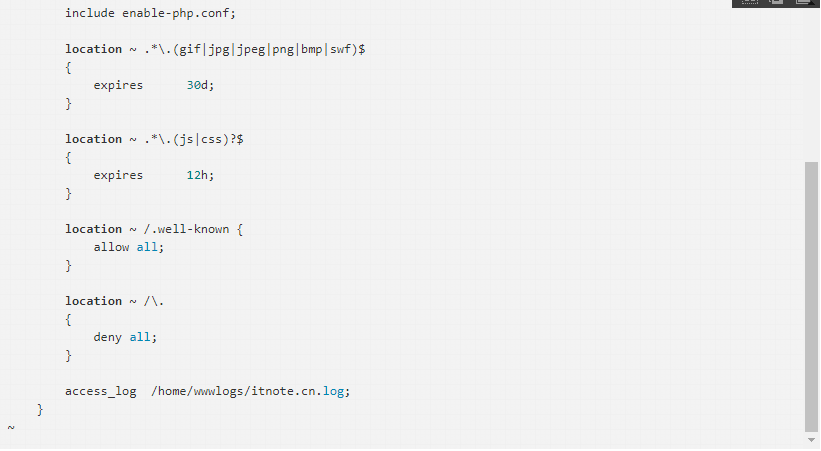 include enable-php.conf;
location ~ .*\.(gif|jpg|jpeg|png|bmp|swf)$
{
expires 30d;
}
location ~ .*\.(js|css)?$
{
expires 12h;
}
location ~ /.well-known {
allow all;
}
location ~ /\.
{
deny all;
}
access_log /home/wwwlogs/itnote.cn.log;
}
~